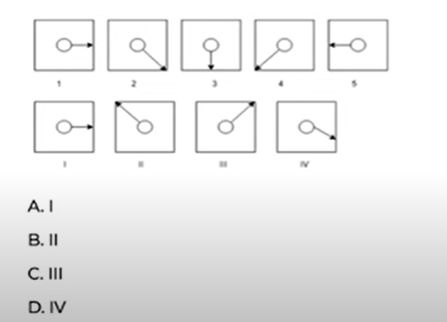 1 2 3 4 5
I II III IV
A. I
B. II
C. III
D. IV